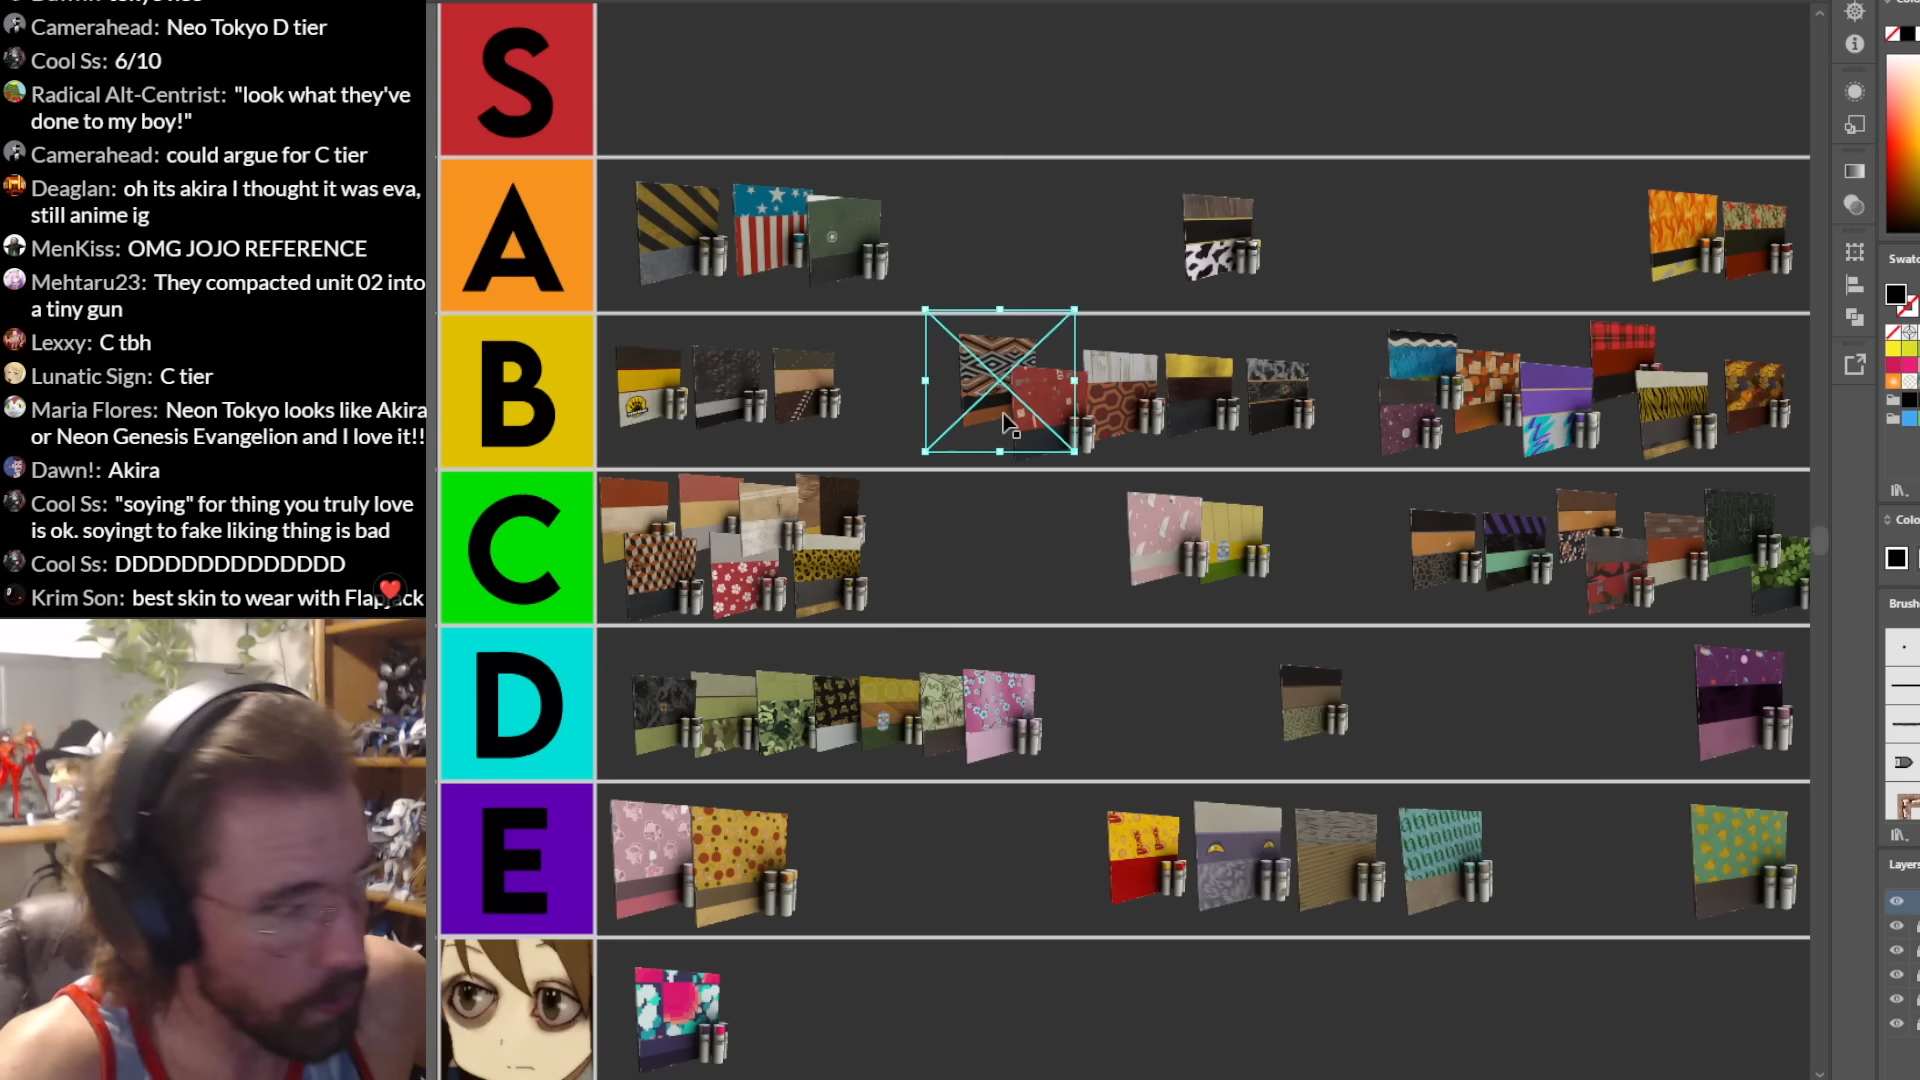 Camerahead: Neo Tokyo D tier
Cool Ss: 6/10
Radical Alt-Centrist: "look what they've
done to my boy!"
Camerahead: could argue for C tier
Deaglan: oh its akira I thought it was eva,
still anime ig
MenKiss: OMG JOJO REFERENCE
Mehtaru23: They compacted unit 02 into
a tiny gun
Lexxy: C tbh
Lunatic Sign: C tier
Maria Flores: Neon Tokyo looks like Akira
or Neon Genesis Evangelion and I love it!!
Dawn!: Akira
Cool Ss: "soying" for thing you truly love
is ok. soyingt to fake liking thing is bad
Cool Ss: DDDDDDDDDDDDDD
Krim Son: best skin to wear with Flapjack
S
A
B
C
D
E
Swatc
Colo
Brushe
Layers